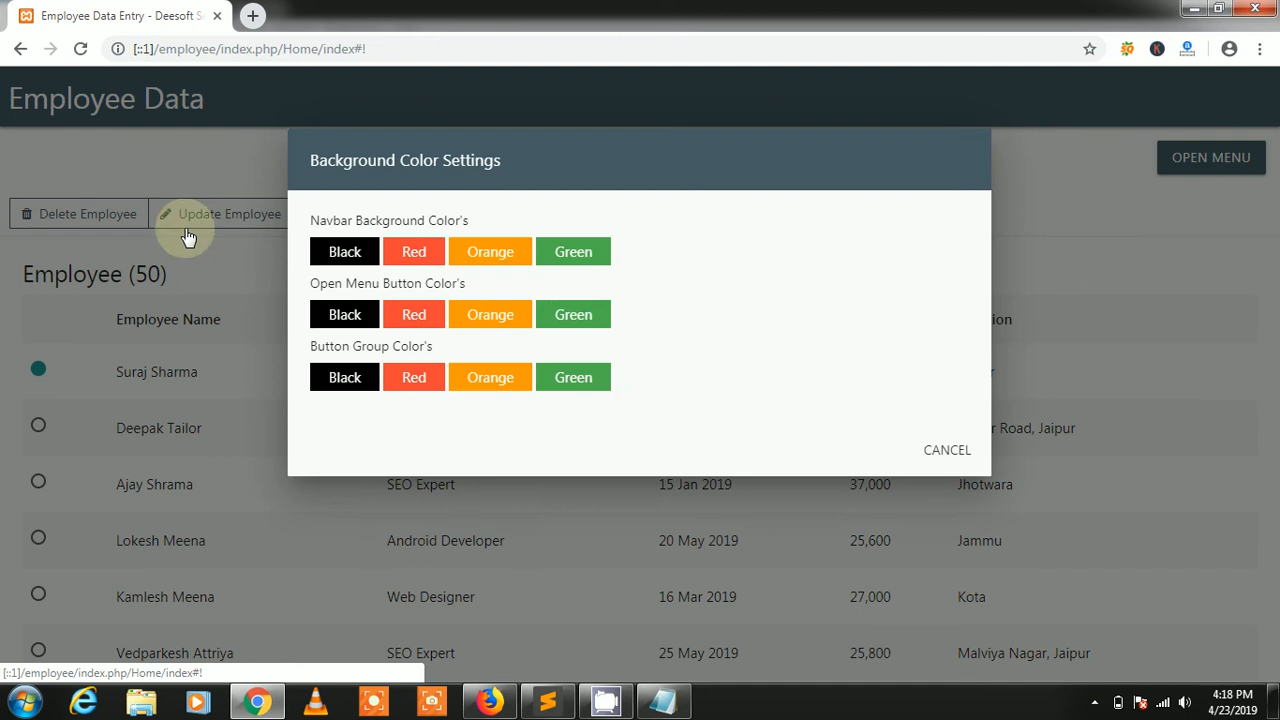 Employee Data Entry - Deesoft Se
[::1]/employee/index.php/Home/index#!
Employee Data
OPEN MENU
Delete Employee
Update Employee
Background Color Settings
Navbar Background Color's
Black Red Orange Green
Open Menu Button Color's
Black Red Orange Green
Button Group Color's
Black Red Orange Green
CANCEL
Employee (50)
Employee Name
Suraj Sharma
Deepak Tailor Road, Jaipur
Ajay Shrama SEO Expert 15 Jan 2019 37,000 Jhotwara
Lokesh Meena Android Developer 20 May 2019 25,600 Jammu
Kamlesh Meena Web Designer 16 Mar 2019 27,000 Kota
Vedparkesh Attriya SEO Expert 25 May 2019 25,800 Malviya Nagar, Jaipur
[::1]/employee/index.php/Home/index#!
4:18 PM
4/23/2019